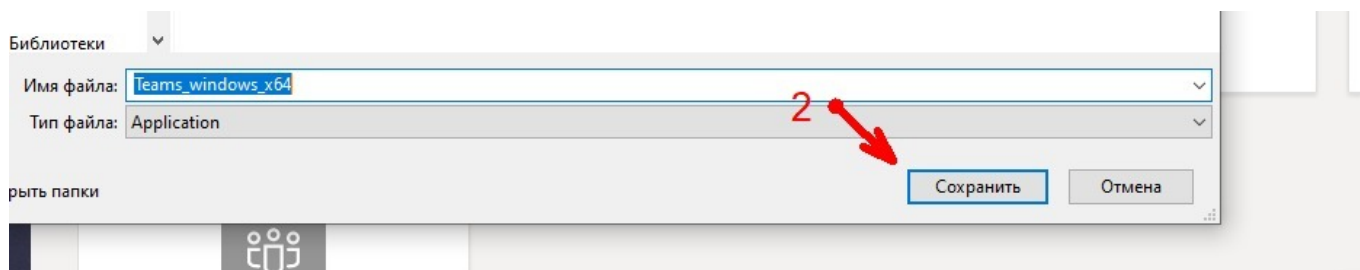 Библиотеки
Имя файла: Teams_windows_x64
Тип файла: Application
2
рыть папки
Сохранить
Отмена